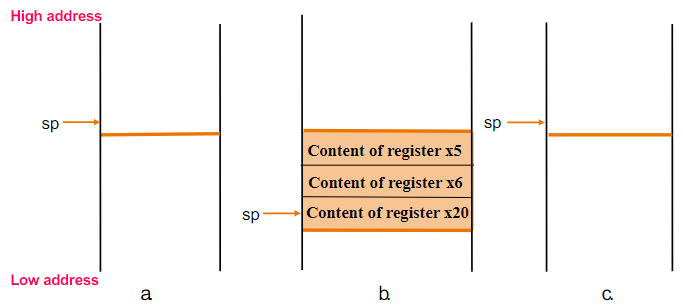 High address
sp
sp
Content of register x5
Content of register x6
sp
Content of register x20
Low address
a.
b.
c.